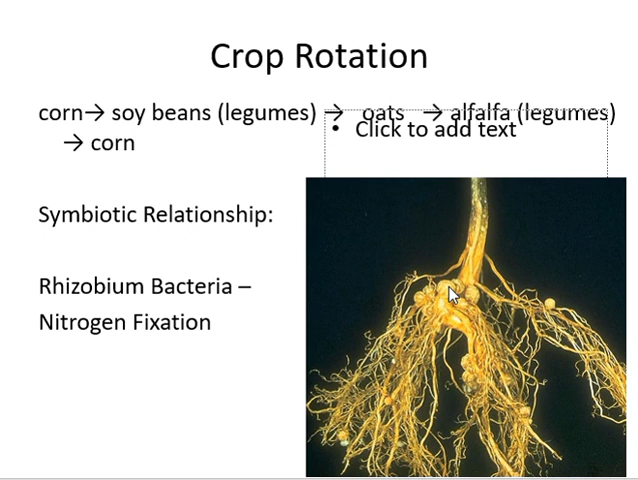 Crop Rotation
corn→ soy beans (legumes) → oats → alfalfa (legumes)
• Click to add text
→ corn
Symbiotic Relationship:
Rhizobium Bacteria –
Nitrogen Fixation